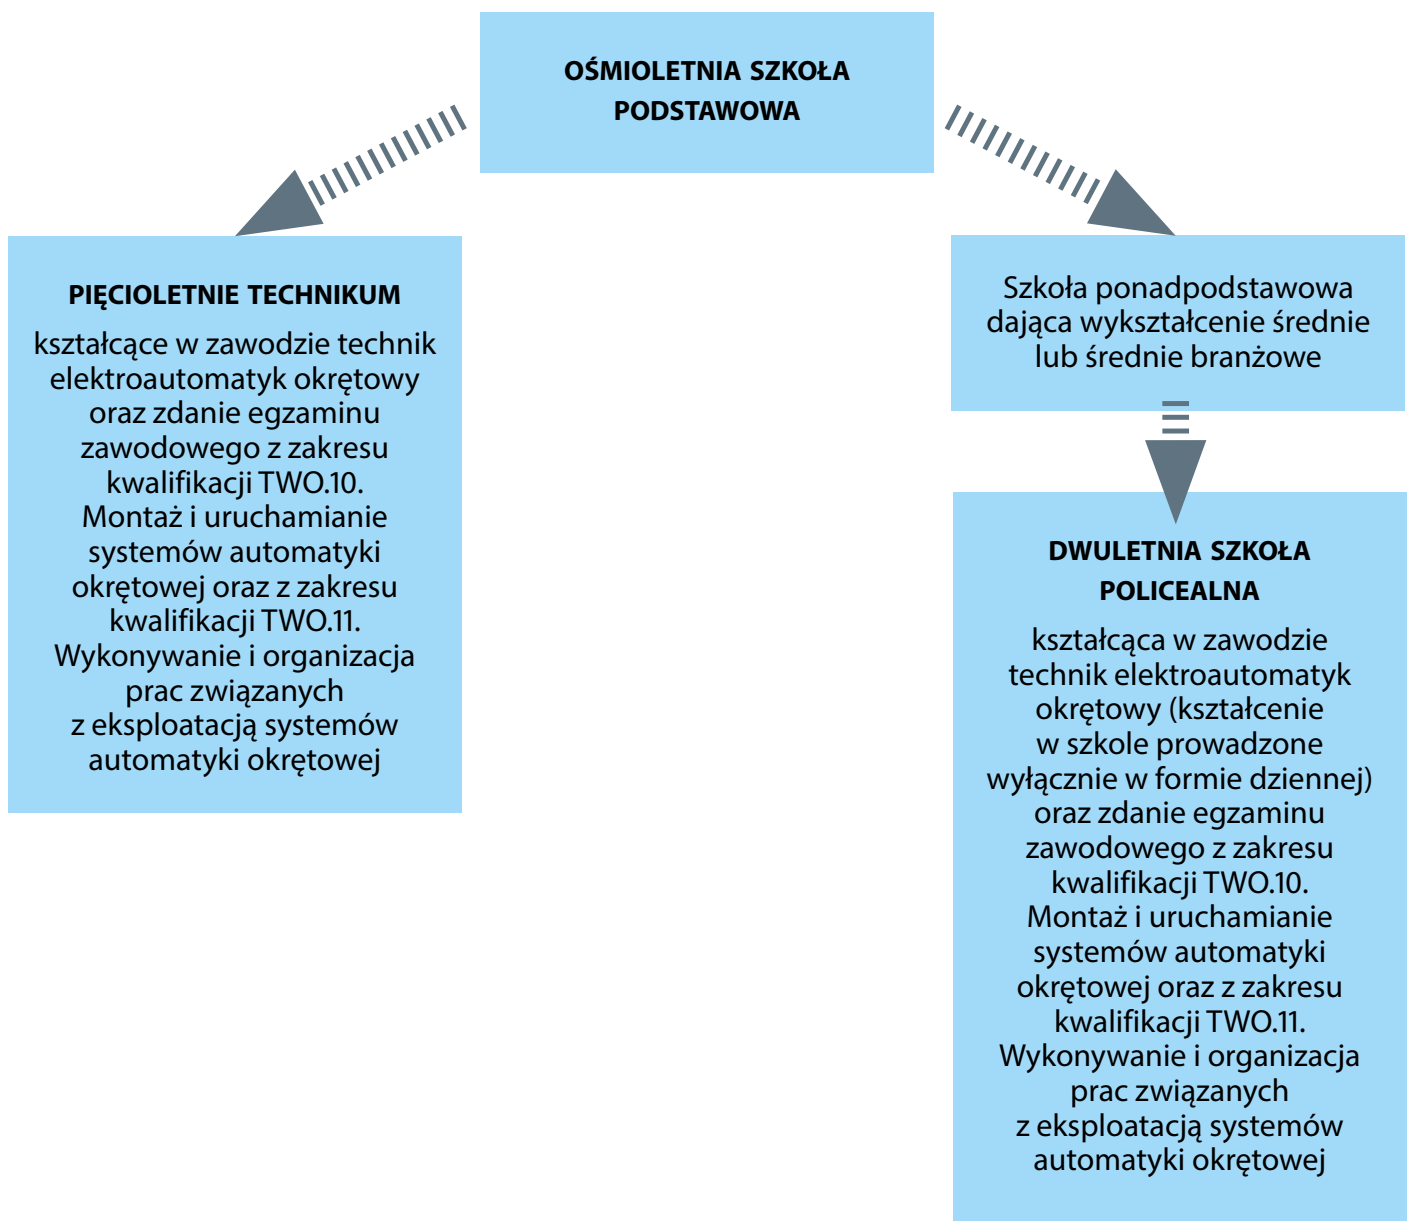 OŚMIOLETNIA SZKOŁA
PODSTAWOWA
PIĘCIOLETNIE TECHNIKUM
kształcące w zawodzie technik
elektroautomatyk okrętowy
oraz zdanie egzaminu
zawodowego z zakresu
kwalifikacji TWO.10.
Montaż i uruchamianie
systemów automatyki
okrętowej oraz z zakresu
kwalifikacji TWO.11.
Wykonywanie i organizacja
prac związanych
z eksploatacją systemów
automatyki okrętowej
Szkoła ponadpodstawowa
dająca wykształcenie średnie
lub średnie branżowe
DWULETNIA SZKOŁA
POLICEALNA
kształcąca w zawodzie
technik elektroautomatyk
okrętowy (kształcenie
w szkole prowadzone
wyłącznie w formie dziennej)
oraz zdanie egzaminu
zawodowego z zakresu
kwalifikacji TWO.10.
Montaż i uruchamianie
systemów automatyki
okrętowej oraz z zakresu
kwalifikacji TWO.11.
Wykonywanie i organizacja
prac związanych
z eksploatacją systemów
automatyki okrętowej